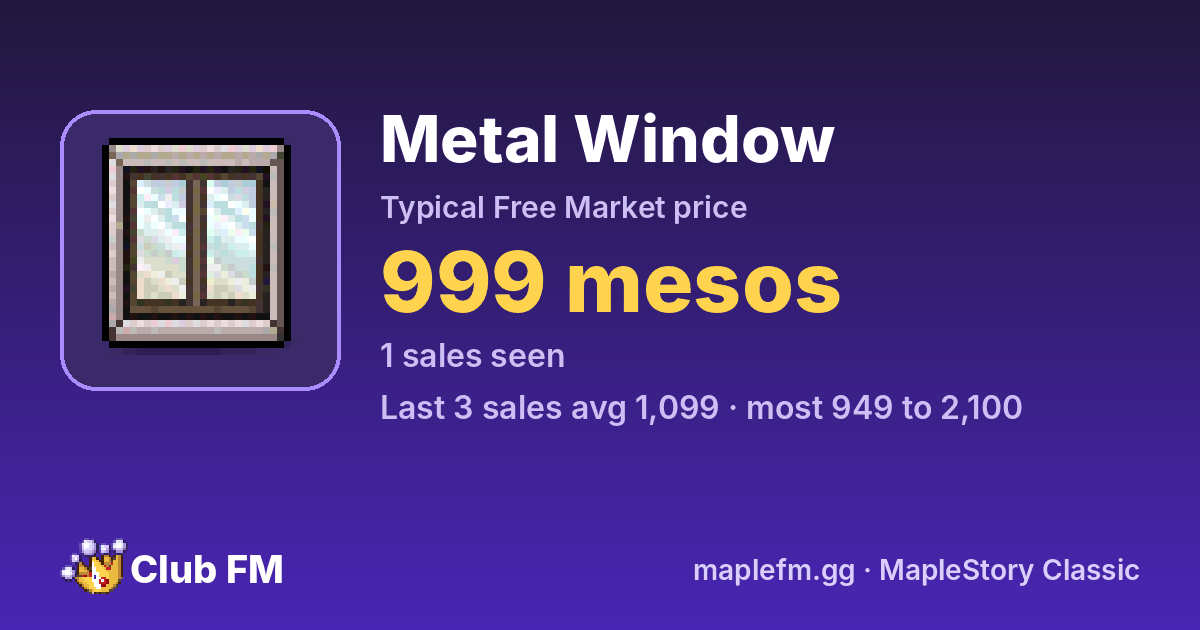 Metal Window
Typical Free Market price
999 mesos
1 sales seen
Last 3 sales avg 1,099 · most 949 to 2,100
Club FM
maplefm.gg · MapleStory Classic